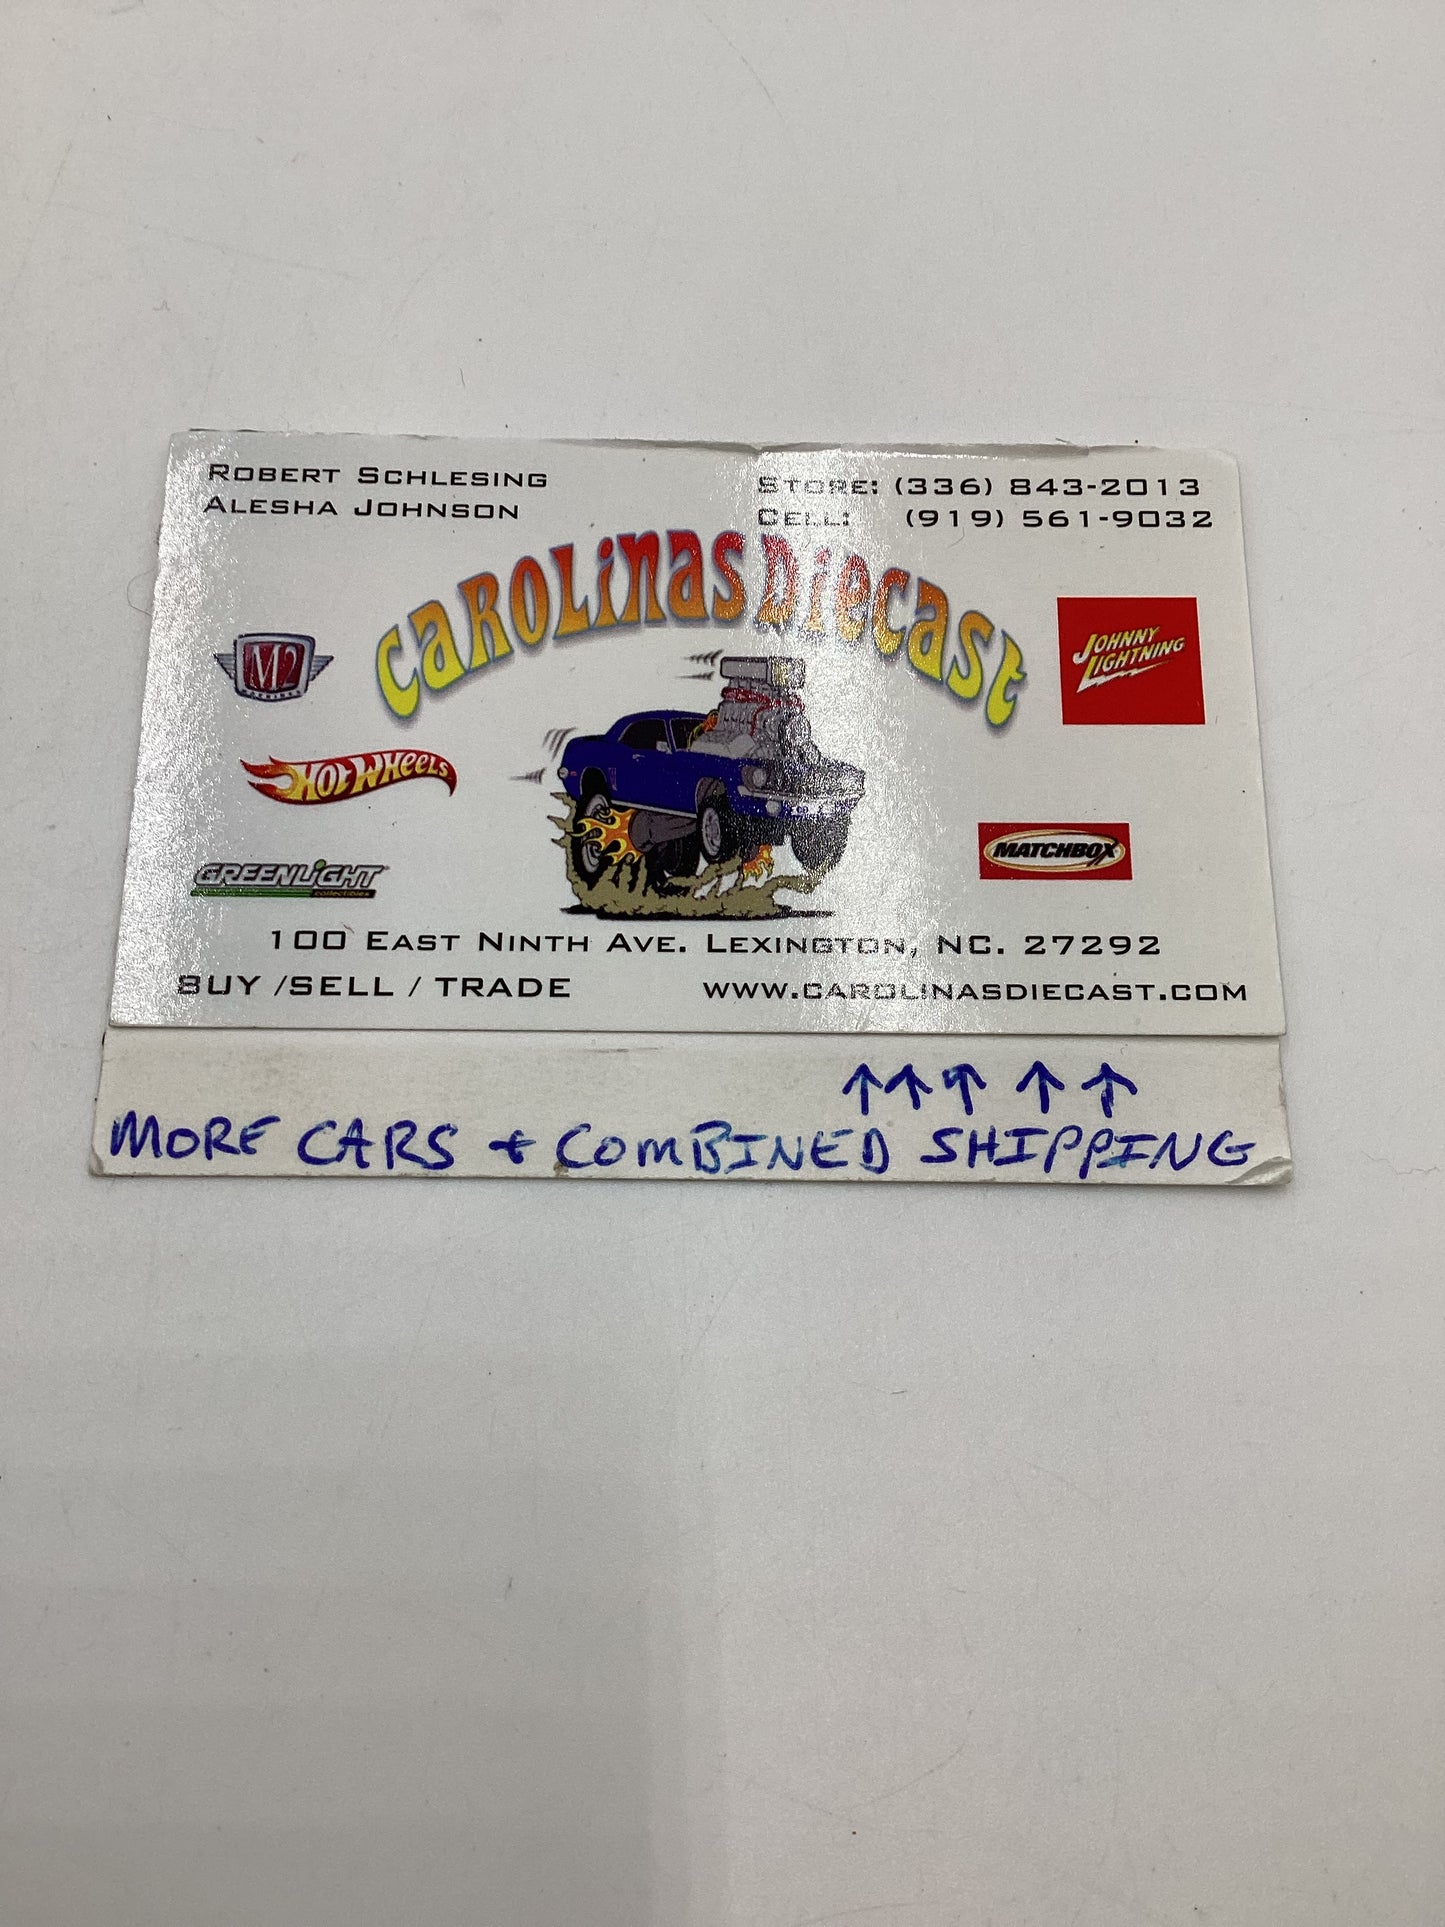 ROBERT SCHLESING
ALESHA JOHNSON
STORE: (336) 843-2013
CELL: (919) 561-9032
CAROLINAS DIECAST
M2
MACHINES
JOHNNY
LIGHTNING
HOT WHEELS
MATCHBOX
GREENLIGHT
collectibles
100 EAST NINTH AVE. LEXINGTON, NC. 27292
BUY /SELL / TRADE
WWW.CAROLINASDIECAST.COM
↑↑↑ ↑ ↑
MORE CARS + COMBINED SHIPPING